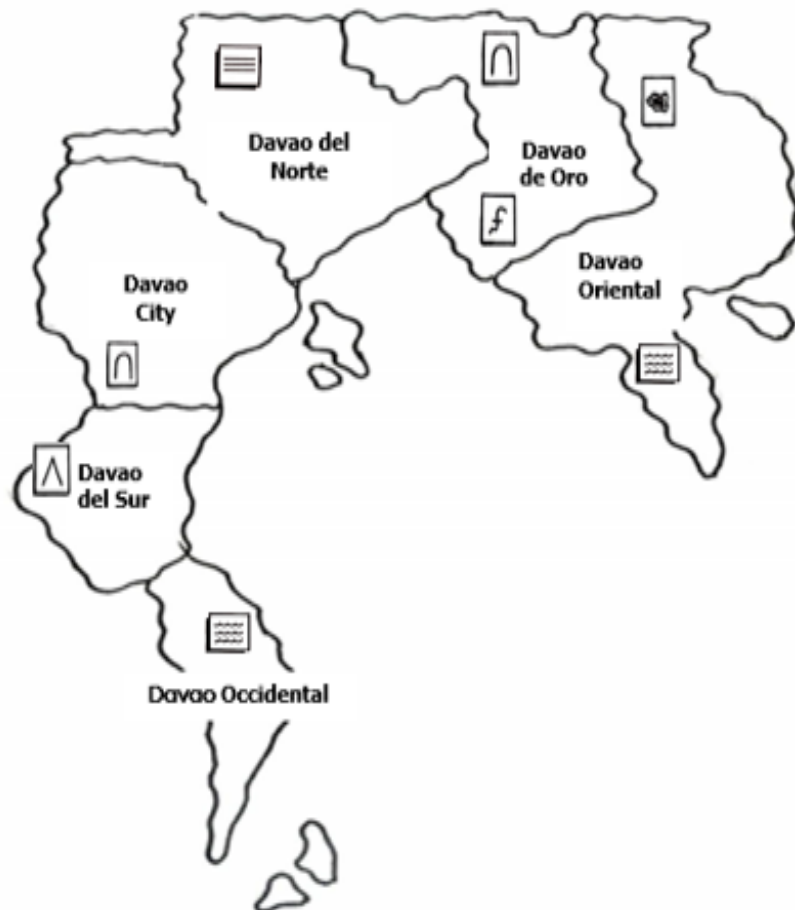 Davao del
Norte
Davao
de Oro
Davao
Oriental
Davao
City
Davao
del Sur
Davao Occidental